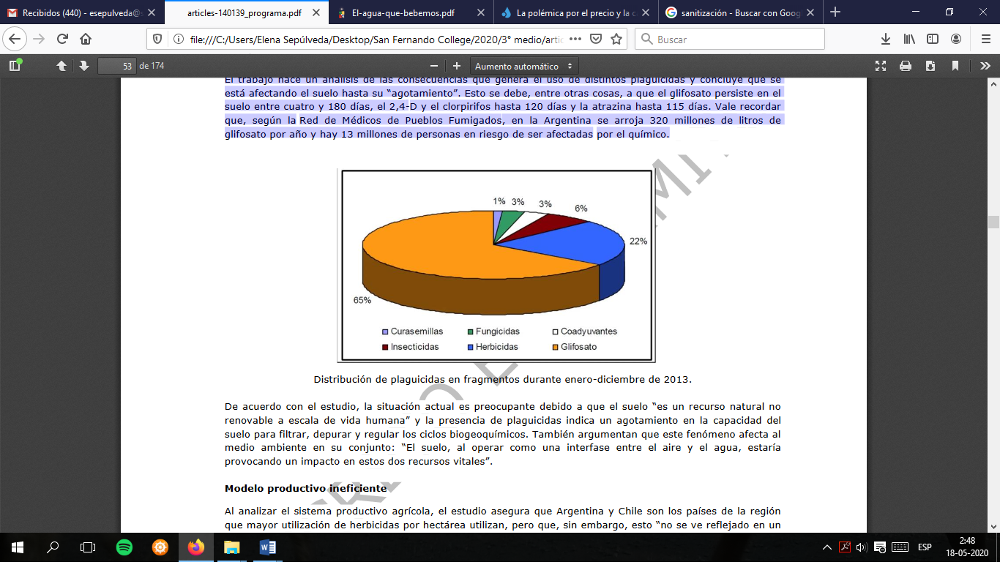 Recibidos (440) - esepulveda@s
articles-140139_programa.pdf
El-agua-que-bebemos.pdf
La polémica por el precio y la c
sanitización - Buscar con Goog
file:///C:/Users/Elena Sepúlveda/Desktop/San Fernando College/2020/3° medio/artic
Buscar
53 de 174
Aumento automático
El trabajo hace un análisis de las consecuencias que genera el uso de distintos plaguicidas y concluye que se
está afectando el suelo hasta su “agotamiento”. Esto se debe, entre otras cosas, a que el glifosato persiste en el
suelo entre cuatro y 180 días, el 2,4-D y el clorpirifos hasta 120 días y la atrazina hasta 115 días. Vale recordar
que, según la Red de Médicos de Pueblos Fumigados, en la Argentina se arroja 320 millones de litros de
glifosato por año y hay 13 millones de personas en riesgo de ser afectadas por el químico.
1% 3% 3% 6%
22%
65%
Curasemillas Fungicidas Coadyuvantes
Insecticidas Herbicidas Glifosato
Distribución de plaguicidas en fragmentos durante enero-diciembre de 2013.
De acuerdo con el estudio, la situación actual es preocupante debido a que el suelo “es un recurso natural no
renovable a escala de vida humana” y la presencia de plaguicidas indica un agotamiento en la capacidad del
suelo para filtrar, depurar y regular los ciclos biogeoquímicos. También argumentan que este fenómeno afecta al
medio ambiente en su conjunto: “El suelo, al operar como una interfase entre el aire y el agua, estaría
provocando un impacto en estos dos recursos vitales”.
Modelo productivo ineficiente
Al analizar el sistema productivo agrícola, el estudio asegura que Argentina y Chile son los países de la región
que mayor utilización de herbicidas por hectárea utilizan, pero que, sin embargo, esto “no se ve reflejado en un
ESP
2:48
18-05-2020